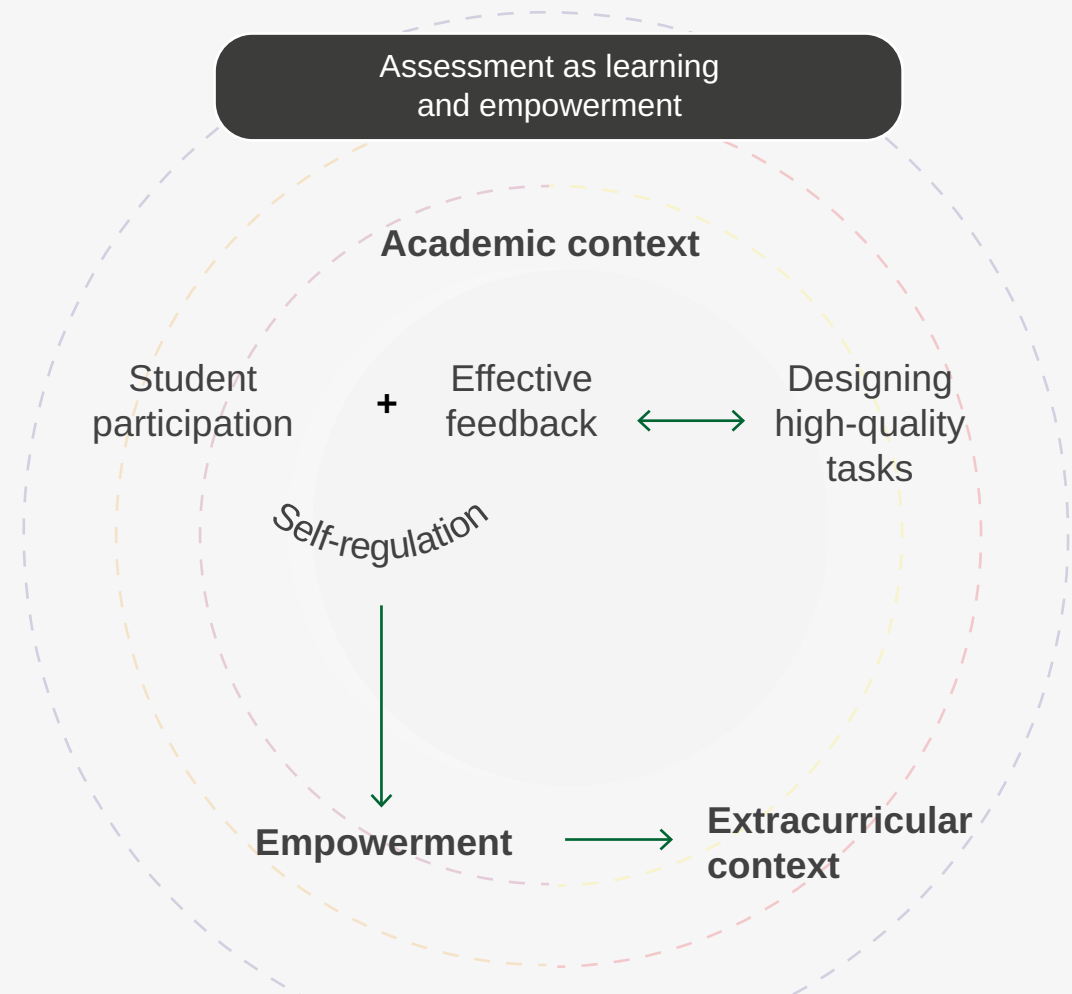 Assessment as learning
and empowerment
Academic context
Student
participation
+
Effective
feedback
Designing
high-quality
tasks
Self-regulation
Empowerment
Extracurricular
context